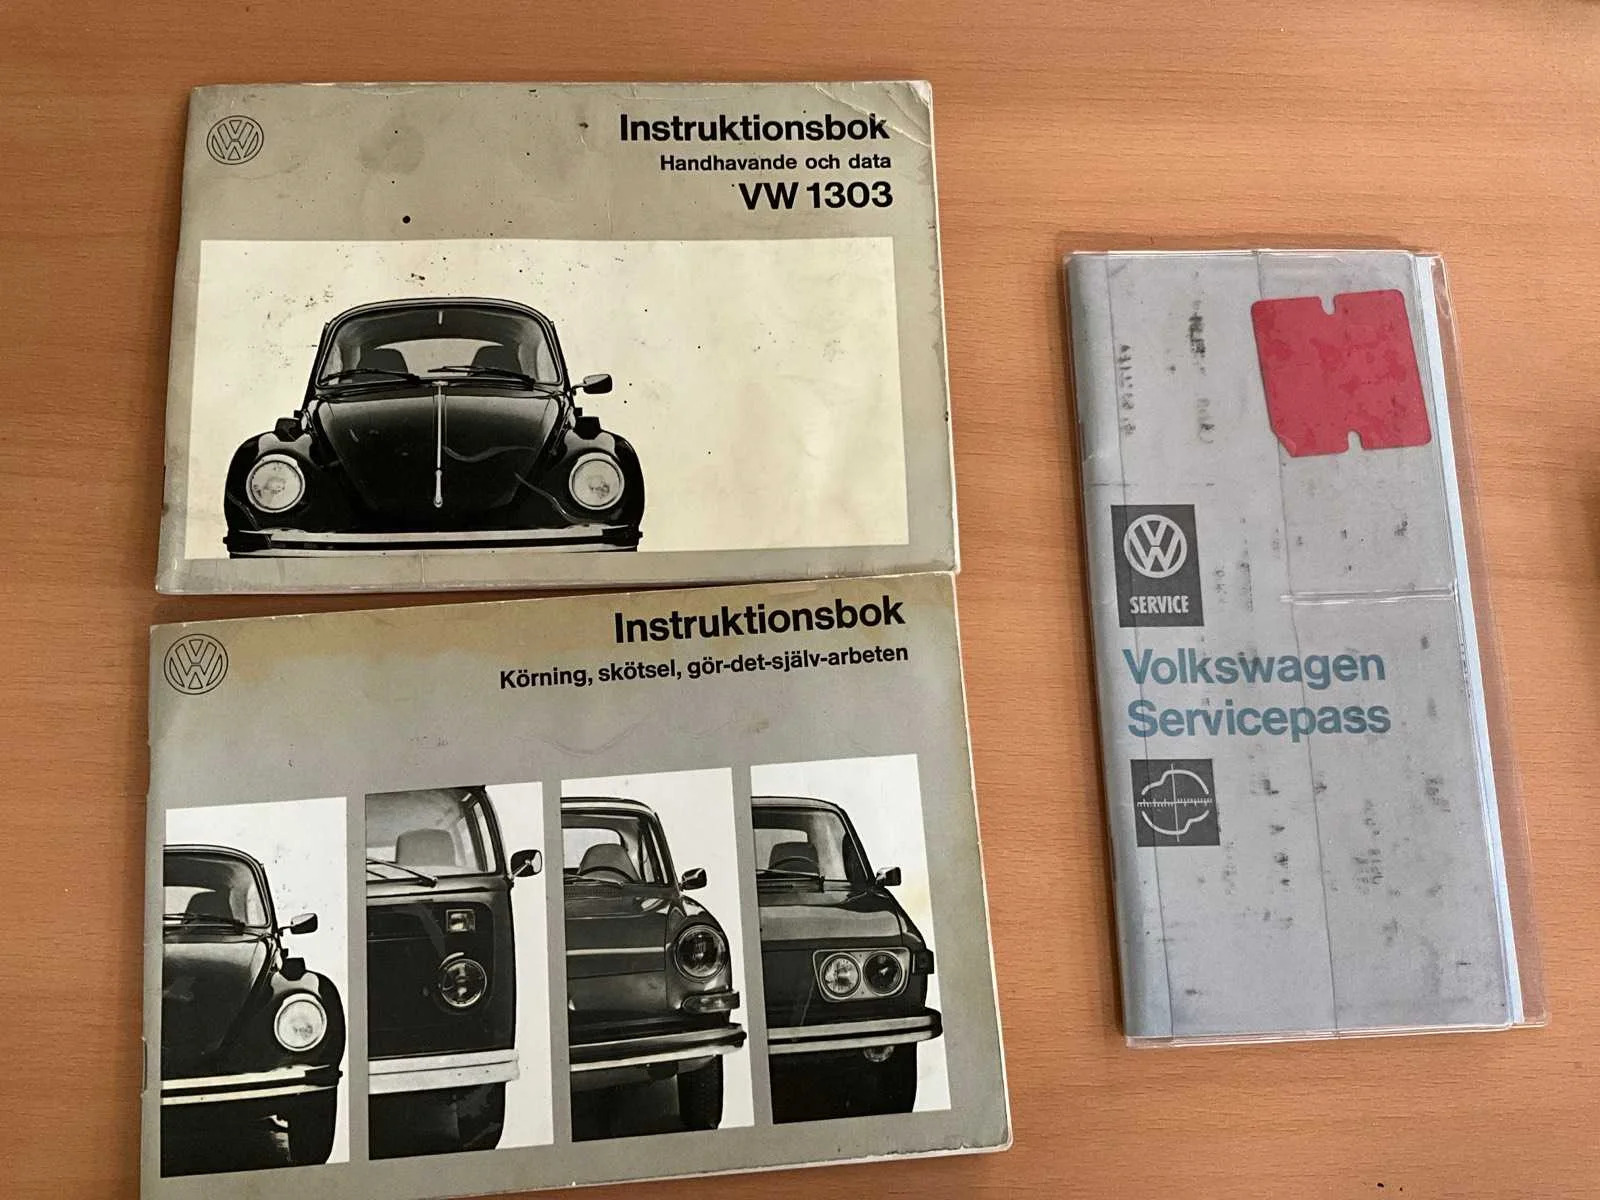 Instruktionsbok
Handhavande och data
VW 1303
Instruktionsbok
Körning, skötsel, gör-det-själv-arbeten
SERVICE
Volkswagen
Servicepass